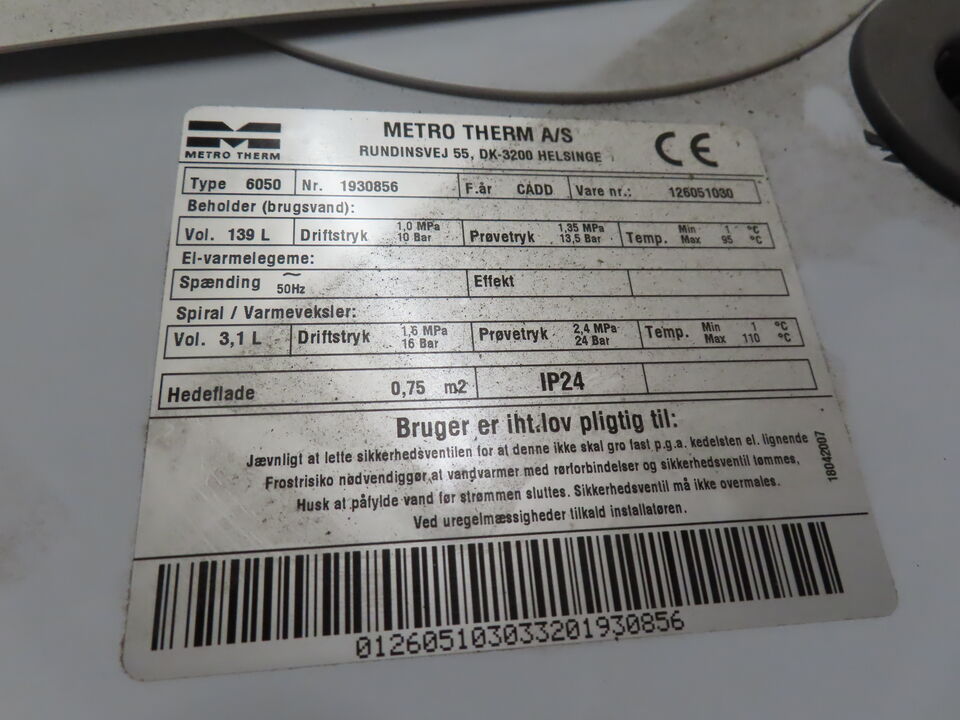 METRO THERM
METRO THERM A/S
RUNDINSVEJ 55, DK-3200 HELSINGE
CE
Type 6050 Nr. 1930856 F.år CADD Vare nr.: 126051030
Beholder (brugsvand):
Vol. 139 L Driftstryk 1,0 MPa 10 Bar Prøvetryk 1,35 MPa 13,5 Bar Temp. Min 1 °C Max 95 °C
El-varmelegeme:
Spænding ~ 50Hz Effekt
Spiral / Varmeveksler:
Vol. 3,1 L Driftstryk 1,6 MPa 16 Bar Prøvetryk 2,4 MPa 24 Bar Temp. Min 1 °C Max 110 °C
Hedeflade 0,75 m2 IP24
Bruger er iht.lov pligtig til:
Jævnligt at lette sikkerhedsventilen for at denne ikke skal gro fast p.g.a. kedelsten el. lignende
Frostrisiko nødvendiggør at vandvarmer med rørforbindelser og sikkerhedsventil tømmes,
Husk at påfylde vand før strømmen sluttes. Sikkerhedsventil må ikke overmales.
Ved uregelmæssigheder tilkald installatøren.
18042007
012605103033201930856